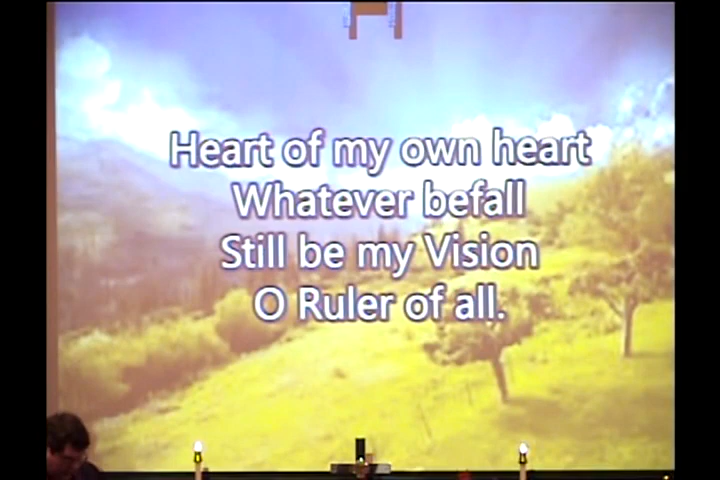 Heart of my own heart
Whatever befall
Still be my Vision
O Ruler of all.